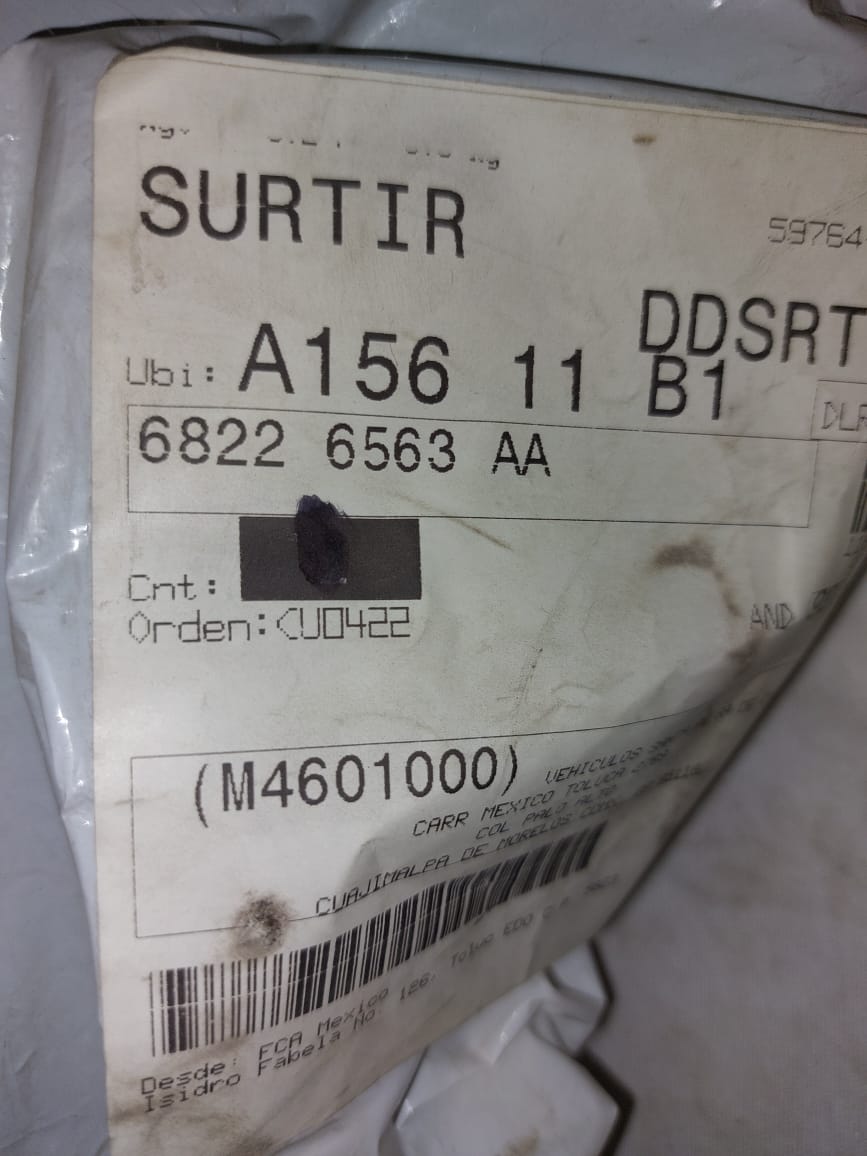 SURTIR
59764
DDSRT
Ubi: A156 11 B1
6822 6563 AA
Cnt:
Orden:CU0422
AND
(M4601000)
VEHICULOS
CARR MEXICO TOLUCA
COL PALO ALTO
CUAJIMALPA DE MORELOS
Desde: FCA Mexico
Isidro Fabela No. 126, Toluca EDO